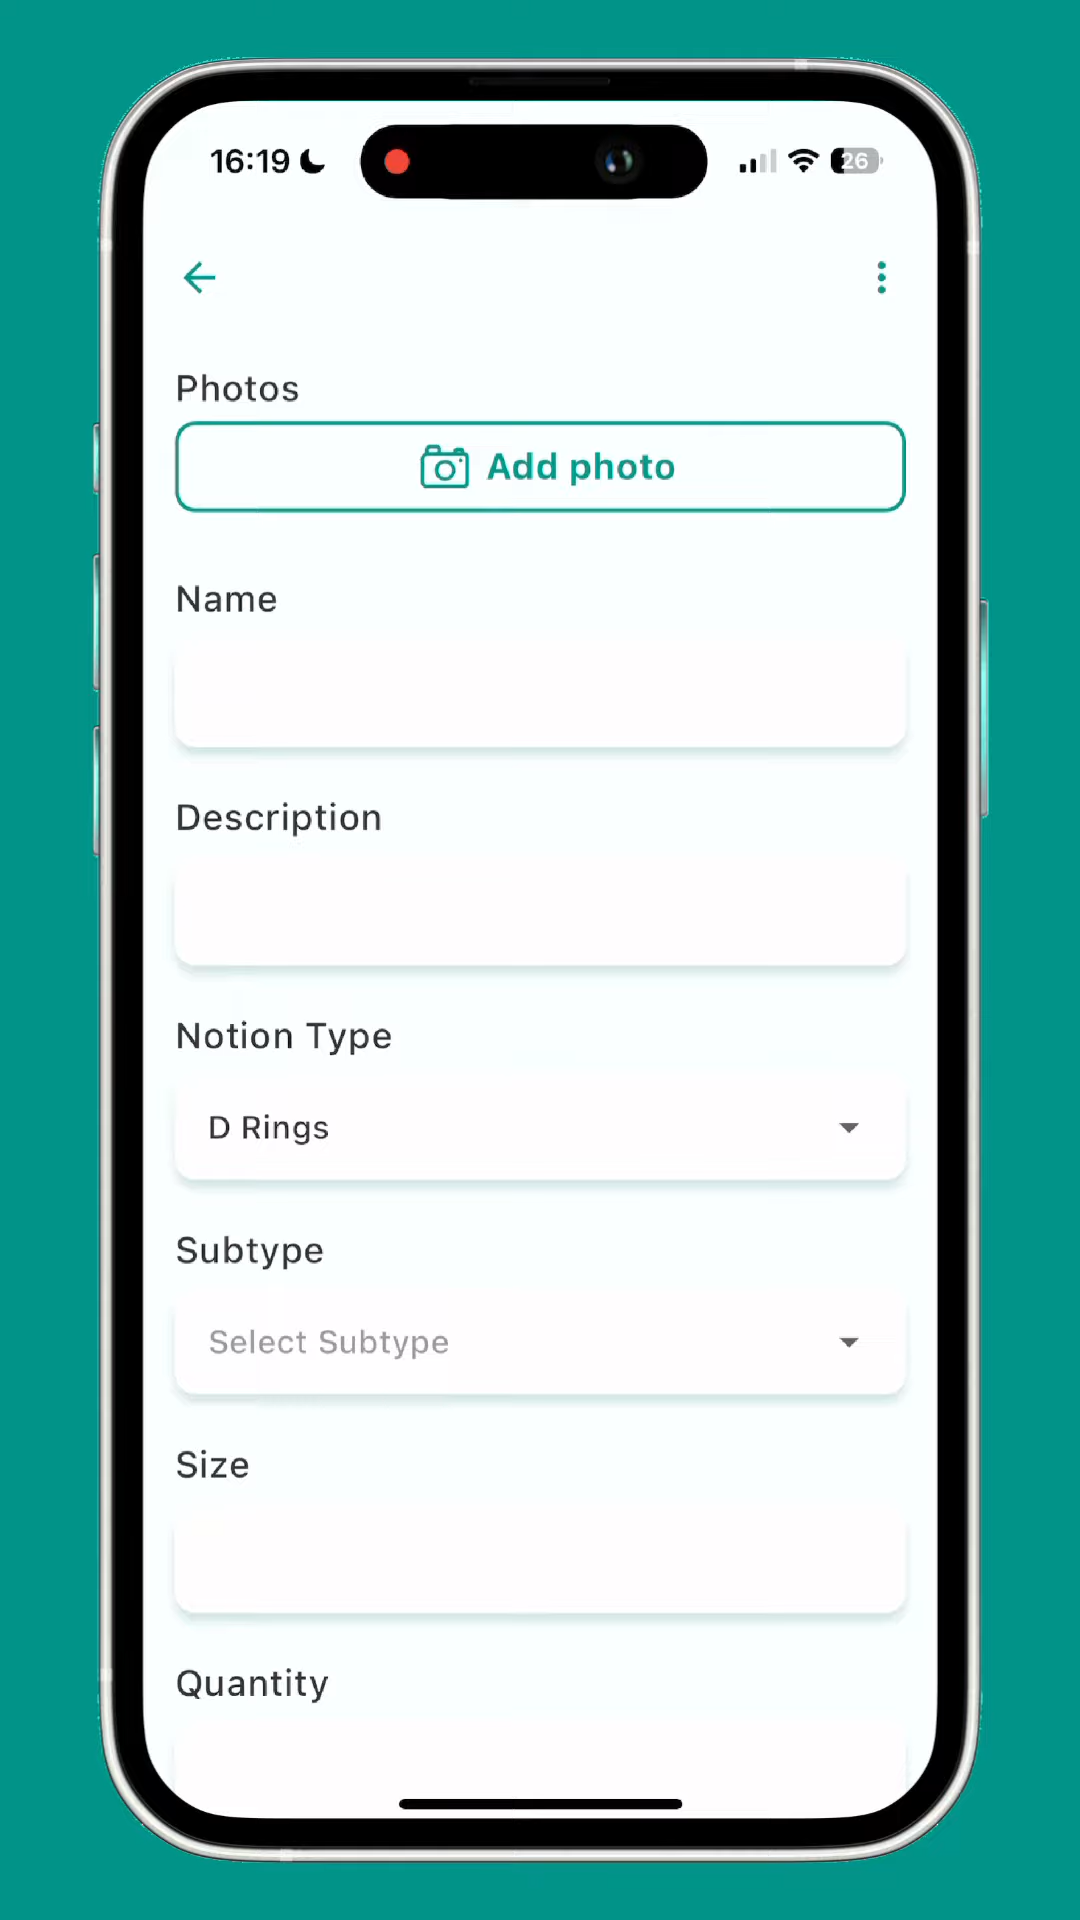 16:19
26
Photos
Add photo
Name
Description
Notion Type
D Rings
Subtype
Select Subtype
Size
Quantity